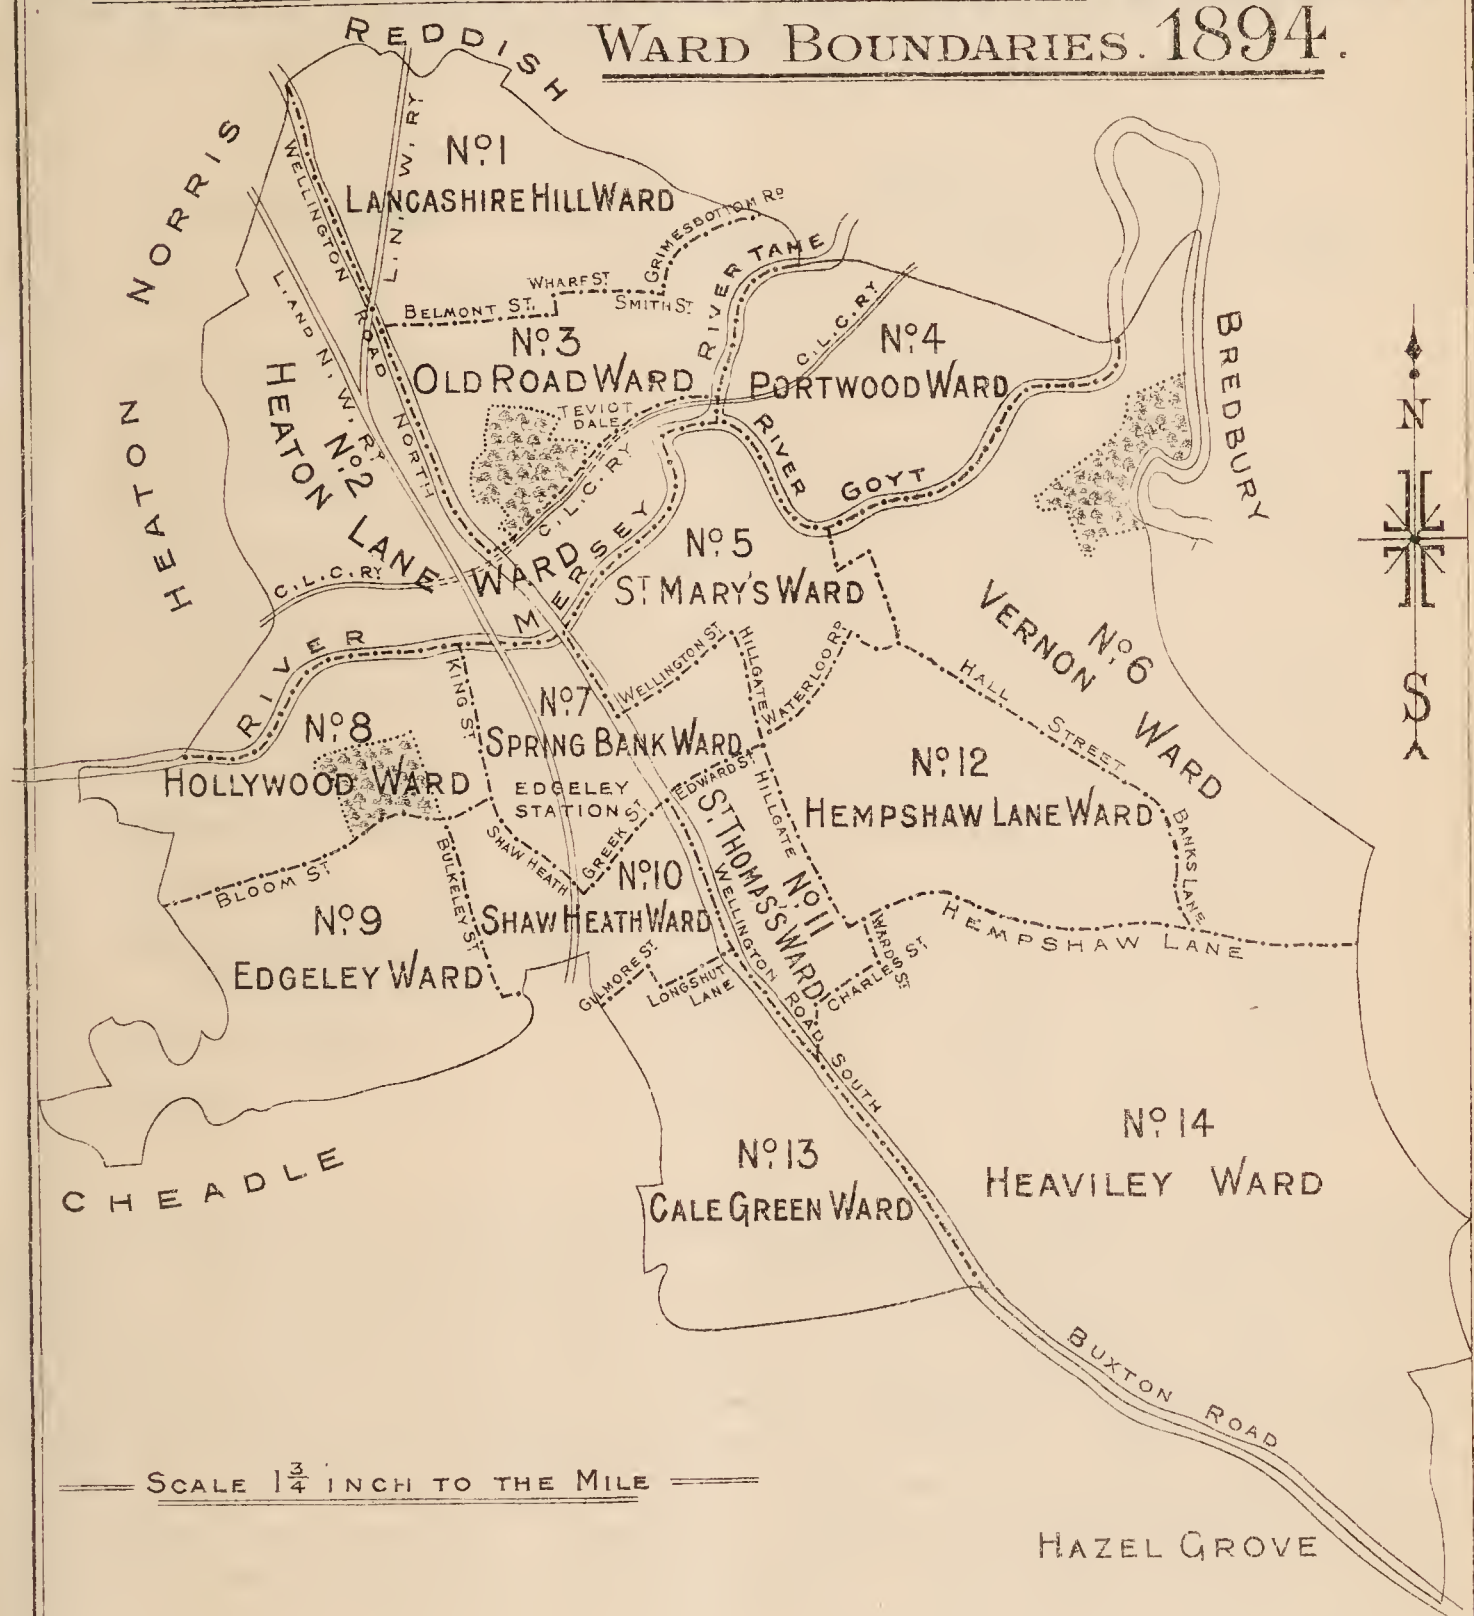 WARD BOUNDARIES. 1894.
REDDISH
HEATON NORRIS
BREDBURY
CHEADLE
HAZEL GROVE
N
S
No. 1
LANCASHIRE HILL WARD
L. N. W. RY
WELLINGTON ROAD NORTH
L. AND N. W. RY
GRIMESBOTTOM RD
WHARF ST.
SMITH ST
BELMONT ST.
RIVER TAME
C. L. C. RY
No. 3
OLD ROAD WARD
TEVIOT
DALE
C. L. C. RY
No. 4
PORTWOOD WARD
No. 2
HEATON LANE WARD
C. L. C. RY
RIVER MERSEY
RIVER GOYT
No. 5
ST MARY'S WARD
No. 6
VERNON WARD
WELLINGTON ST
HILLGATE
WATERLOO RD
HALL STREET
KING ST
No. 7
SPRING BANK WARD
EDGELEY
STATION
No. 8
HOLLYWOOD WARD
EDWARD ST
HILLGATE
GREEK ST
SHAW HEATH
BLOOM ST
BULKELEY ST
No. 9
EDGELEY WARD
No. 10
SHAW HEATH WARD
ST THOMAS'S WARD
No. 11
No. 12
HEMPSHAW LANE WARD
BANKS LANE
HEMPSHAW LANE
WARDS ST
CHARLES ST
GILMORE ST
LONGSHUT
LANE
WELLINGTON ROAD SOUTH
No. 13
CALE GREEN WARD
No. 14
HEAVILEY WARD
BUXTON ROAD
SCALE 1 3/4 INCH TO THE MILE